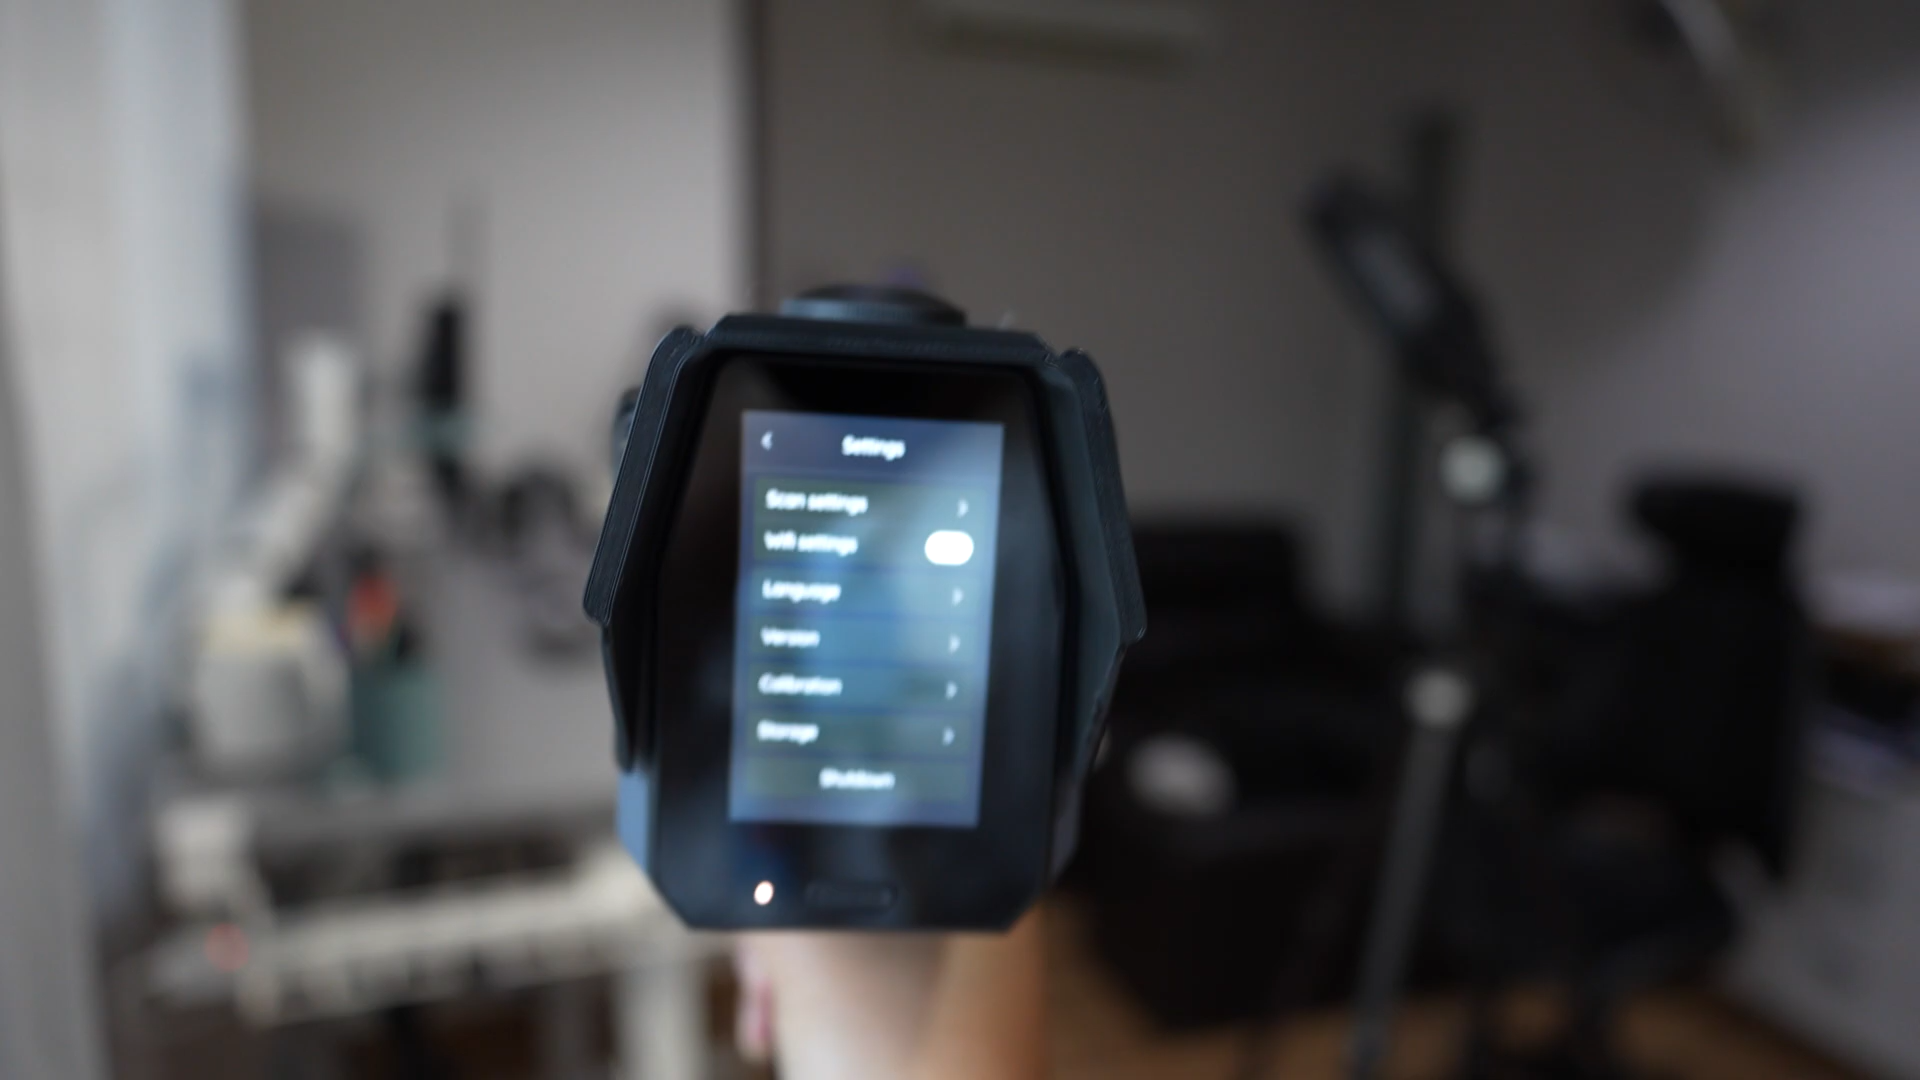 Settings
Scan settings
Wifi settings
Language
Version
Calibration
Storage
Shutdown